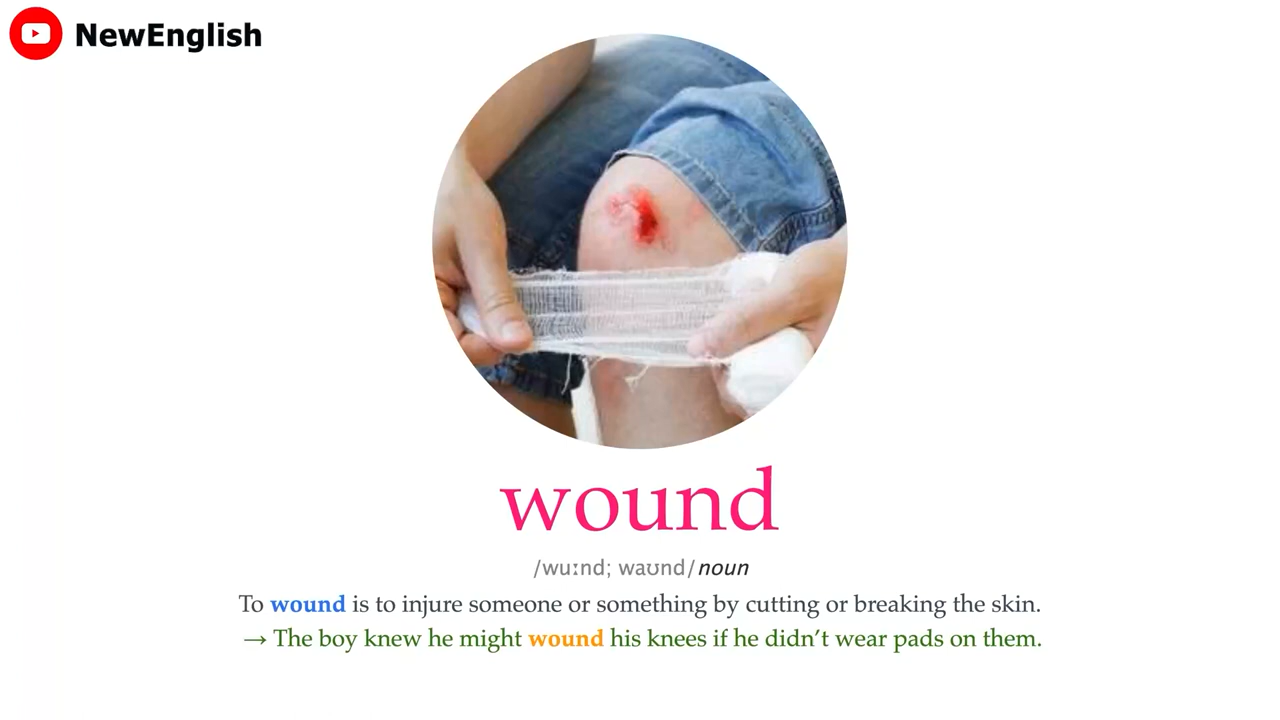 NewEnglish
wound
/wuːnd; waʊnd/noun
To wound is to injure someone or something by cutting or breaking the skin.
→ The boy knew he might wound his knees if he didn’t wear pads on them.